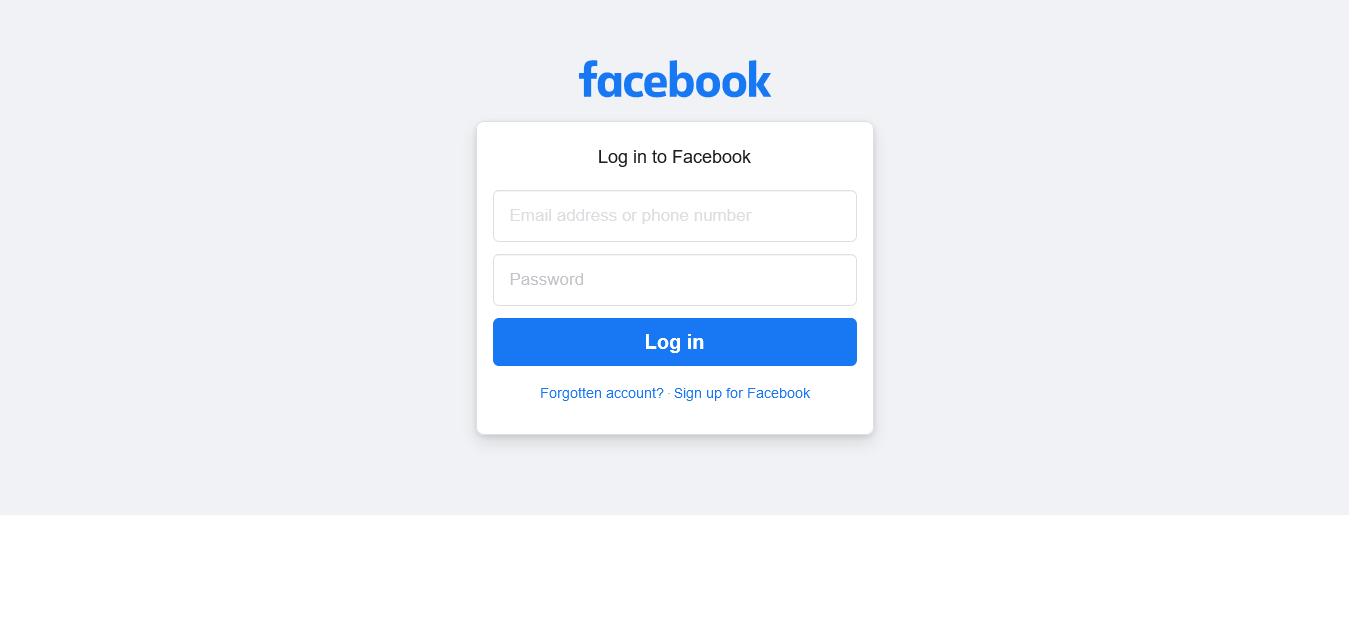 facebook
Log in to Facebook
Email address or phone number
Password
Log in
Forgotten account? · Sign up for Facebook